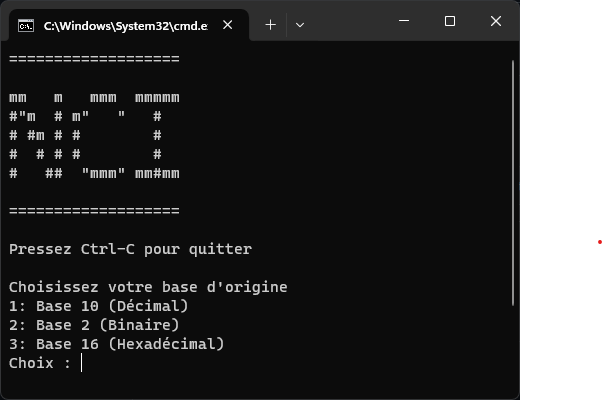 C:\Windows\System32\cmd.e
===================
mm   m   mmm  mmmmm
#"m  # m"   "   #
# #m # #        #
#  # # #        #
#   ##  "mmm" mm#mm
===================
Pressez Ctrl-C pour quitter
Choisissez votre base d'origine
1: Base 10 (Décimal)
2: Base 2 (Binaire)
3: Base 16 (Hexadécimal)
Choix :